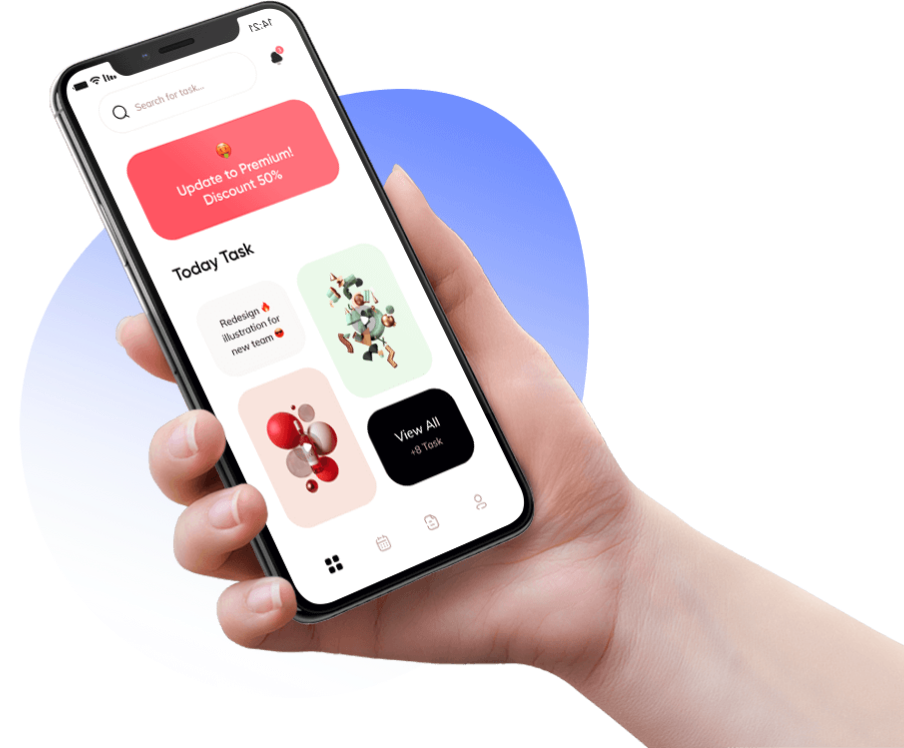 14:21
Search for task...
Update to Premium!
Discount 50%
Today Task
Redesign 🔥
illustration for
new team 😍
View All
+8 Task